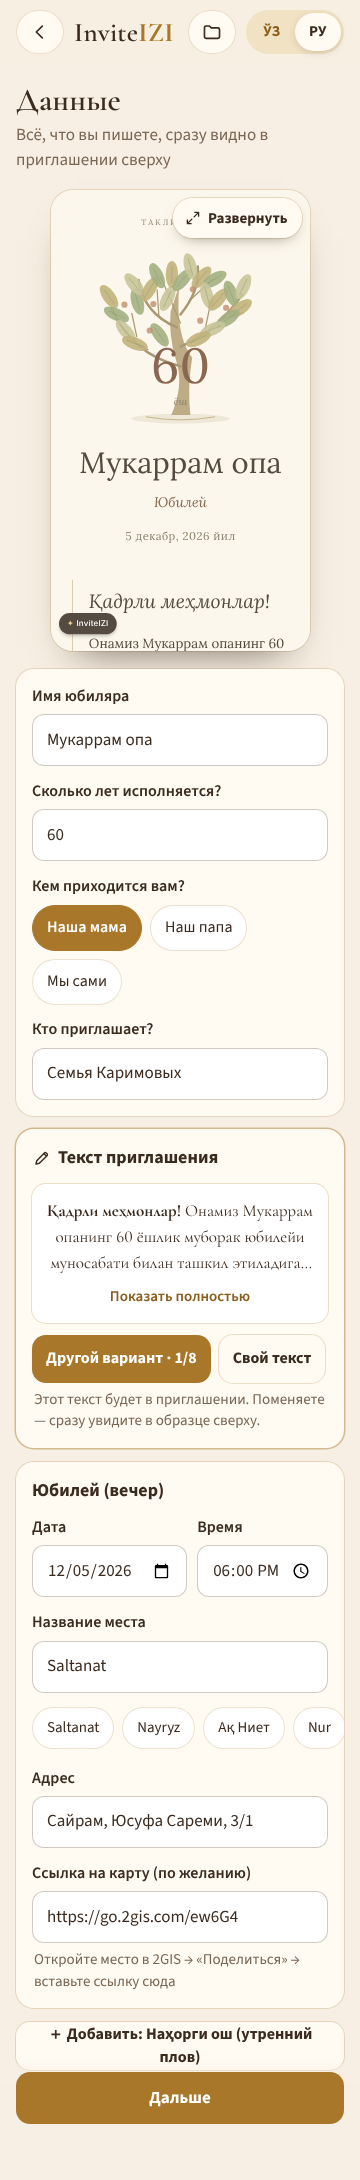 InviteIZI
ЎЗ
РУ
Данные
Всё, что вы пишете, сразу видно в
приглашении сверху
Развернуть
60
ёш
Мукаррам опа
Юбилей
5 декабр, 2026 йил
Қадрли меҳмонлар!
InviteIZI
Онамиз Мукаррам опанинг 60
Имя юбиляра
Мукаррам опа
Сколько лет исполняется?
60
Кем приходится вам?
Наша мама
Наш папа
Мы сами
Кто приглашает?
Семья Каримовых
Текст приглашения
Қадрли меҳмонлар! Онамиз Мукаррам
опанинг 60 ёшлик муборак юбилейи
муносабати билан ташкил этиладига...
Показать полностью
Другой вариант · 1/8
Свой текст
Этот текст будет в приглашении. Поменяете
— сразу увидите в образце сверху.
Юбилей (вечер)
Дата
Время
12/05/2026
06:00 PM
Название места
Saltanat
Saltanat
Nayryz
Ақ Ниет
Nur
Адрес
Сайрам, Юсуфа Сареми, 3/1
Ссылка на карту (по желанию)
https://go.2gis.com/ew6G4
Откройте место в 2GIS → «Поделиться» →
вставьте ссылку сюда
+ Добавить: Наҳорги ош (утренний
плов)
Дальше